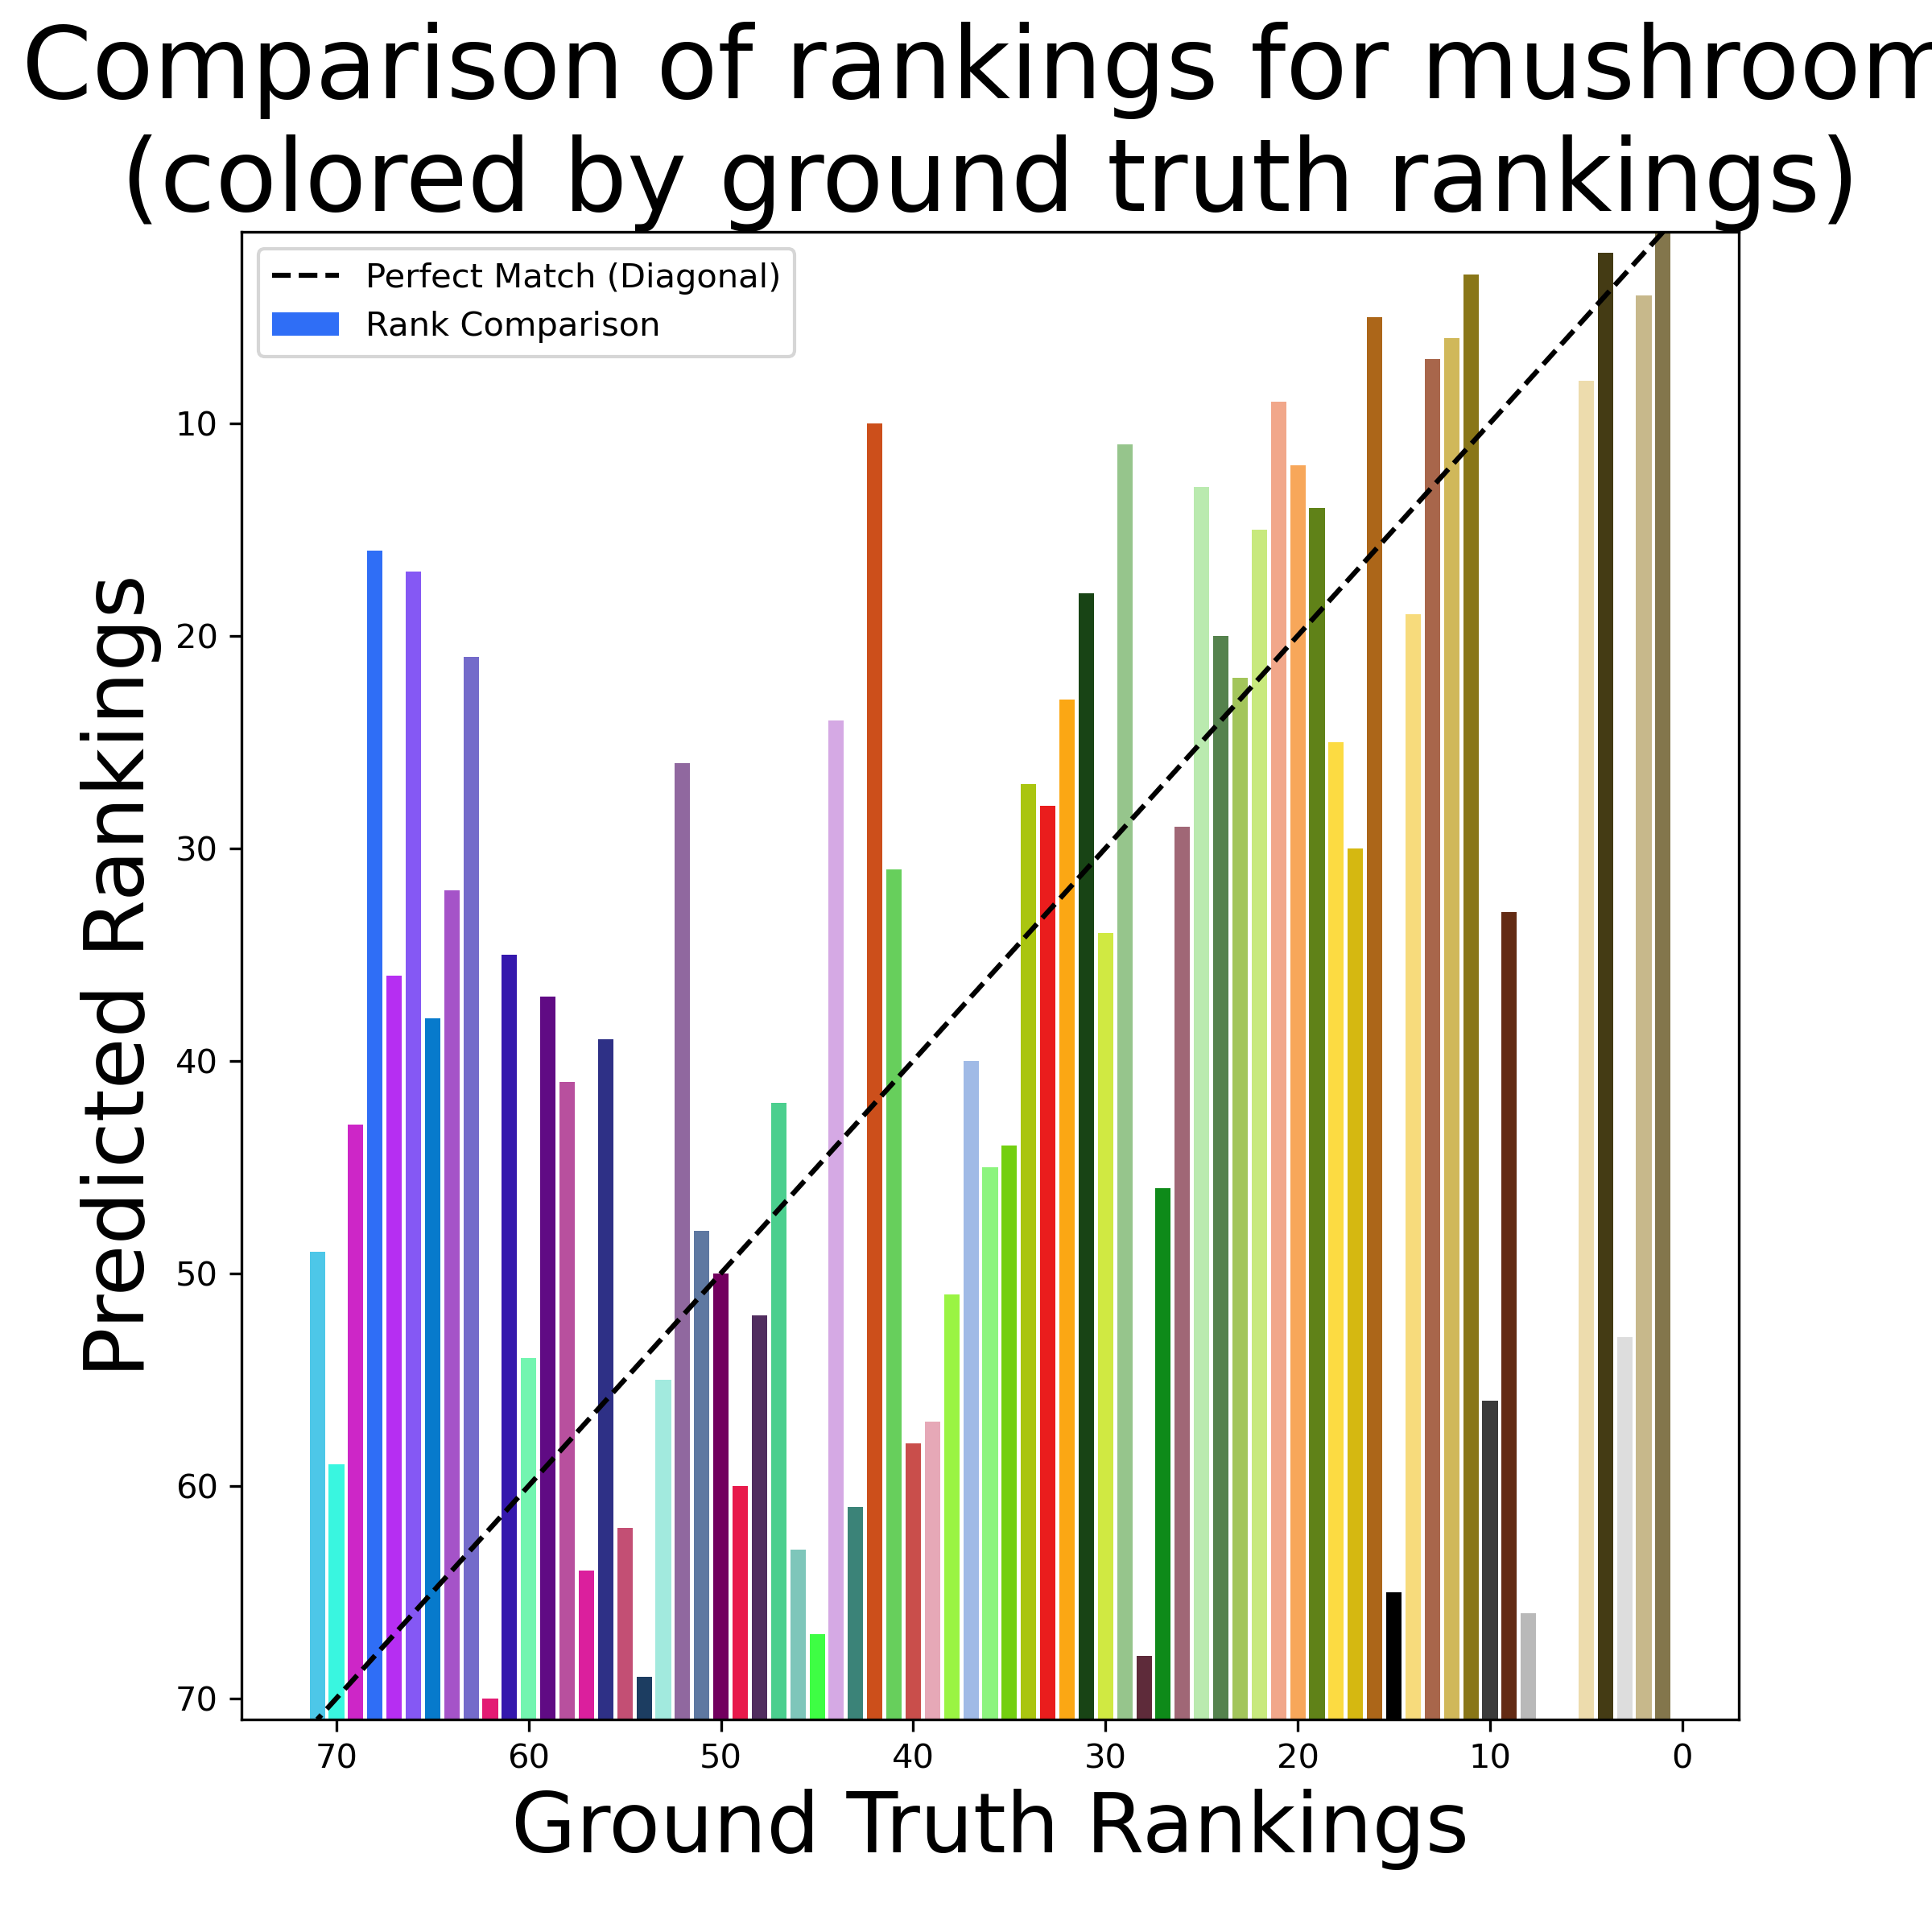 Comparison of rankings for mushroom
(colored by ground truth rankings)
Perfect Match (Diagonal)
Rank Comparison
Predicted Rankings
10
20
30
40
50
60
70
70 60 50 40 30 20 10 0
Ground Truth Rankings